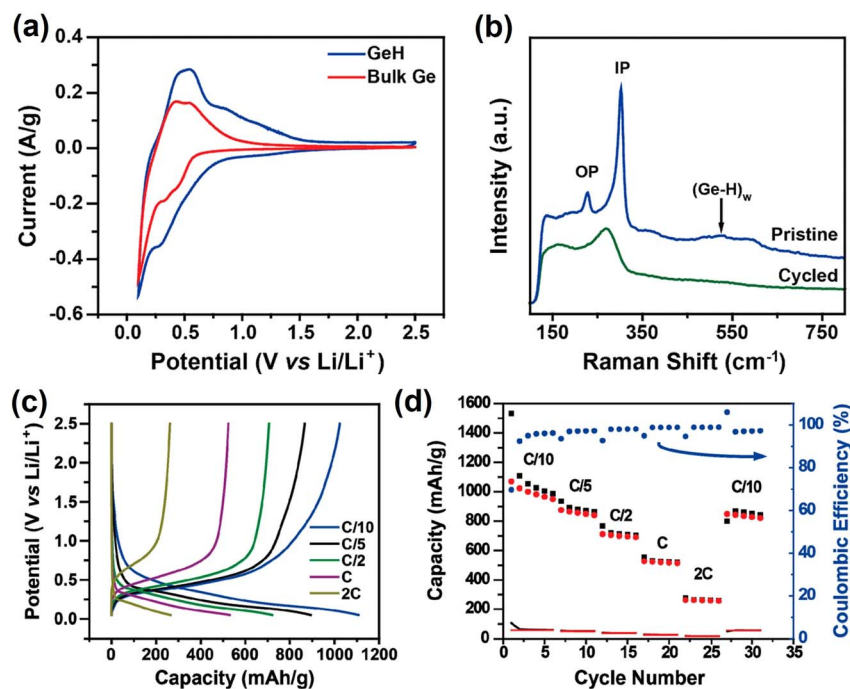 (a)
GeH
Bulk Ge
0.4
0.2
0.0
-0.2
-0.4
-0.6
Current (A/g)
0.0 0.5 1.0 1.5 2.0 2.5
Potential (V vs Li/Li⁺)
(b)
IP
OP
(Ge-H)w
Pristine
Cycled
Intensity (a.u.)
150 350 550 750
Raman Shift (cm⁻¹)
(c)
2.5
2.0
1.5
1.0
0.5
0.0
Potential (V vs Li/Li⁺)
C/10
C/5
C/2
C
2C
0 200 400 600 800 1000 1200
Capacity (mAh/g)
(d)
1600
1400
1200
1000
800
600
400
200
0
Capacity (mAh/g)
C/10
C/5
C/2
C
2C
C/10
100
80
60
40
20
0
Coulombic Efficiency (%)
0 5 10 15 20 25 30 35
Cycle Number